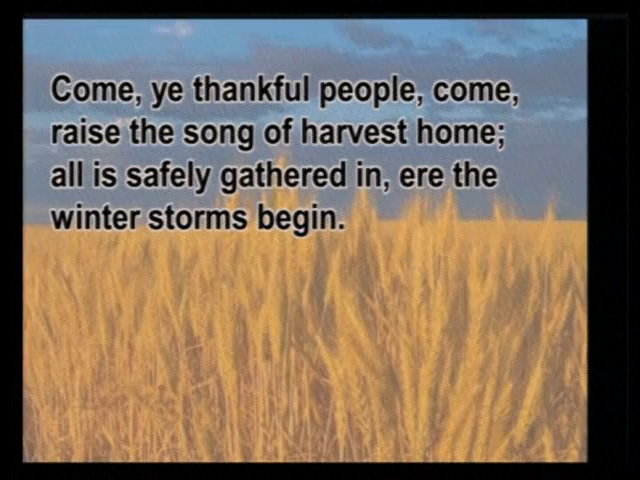 Come, ye thankful people, come,
raise the song of harvest home;
all is safely gathered in, ere the
winter storms begin.